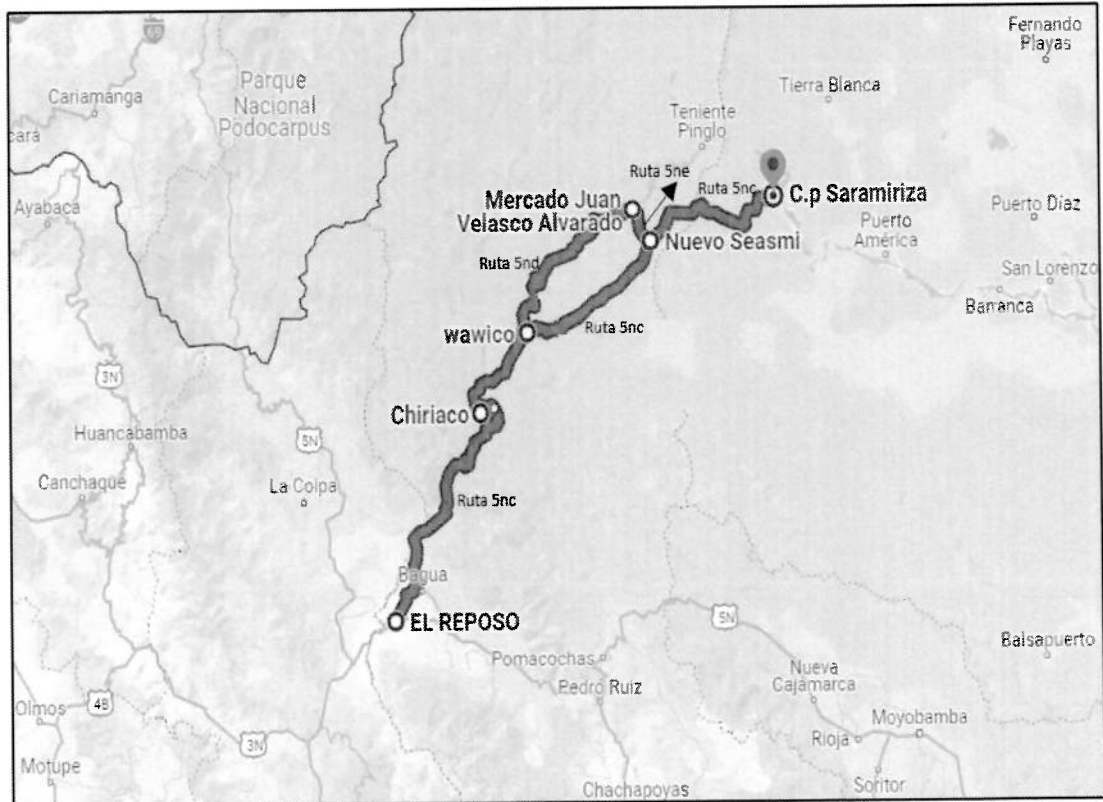 Fernando
Playas
Cariamanga
cara
Parque
Nacional
Podocarpus
Tierra Blanca
Teniente
Pinglo
Ruta 5ne
Ruta 5nc
C.p Saramiriza
Mercado Juan
Velasco Alvarado
Ayabaca
Puerto Díaz
Puerto
América
Nuevo Seasmi
Ruta 5nd
San Lorenzo
Barranca
wawico
Ruta 5nc
3N
Chiriaco
Huancabamba
5N
Canchaque
La Coipa
Ruta 5nc
Bagua
EL REPOSO
5N
Balsapuerto
Pomacochas
Pedro Ruiz
Nueva
Cajamarca
Olmos
4B
3N
Moyobamba
Rioja
Motupe
Soritor
Chachapoyas